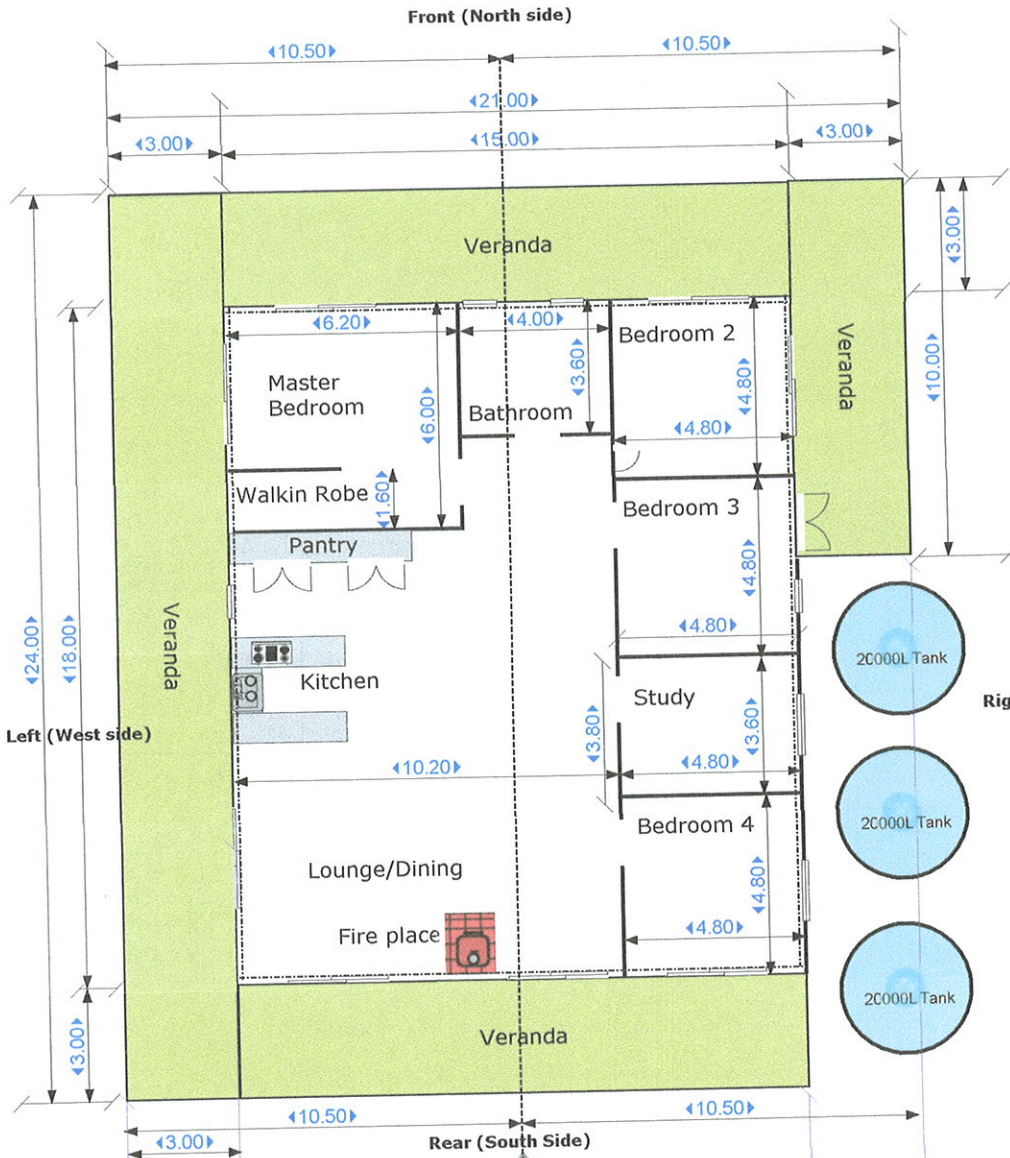 Front (North side)
10.50
10.50
21.00
3.00
15.00
3.00
Veranda
3.00
6.20
4.00
Bedroom 2
Master
Bedroom
3.60
Bathroom
6.00
4.80
4.80
Veranda
10.00
Walkin Robe
1.60
Bedroom 3
Pantry
4.80
4.80
24.00
18.00
Veranda
20000L Tank
Kitchen
Study
Left (West side)
Rig
3.80
3.60
10.20
4.80
20000L Tank
Bedroom 4
Lounge/Dining
4.80
Fire place
4.80
20000L Tank
3.00
Veranda
10.50
10.50
3.00
Rear (South Side)